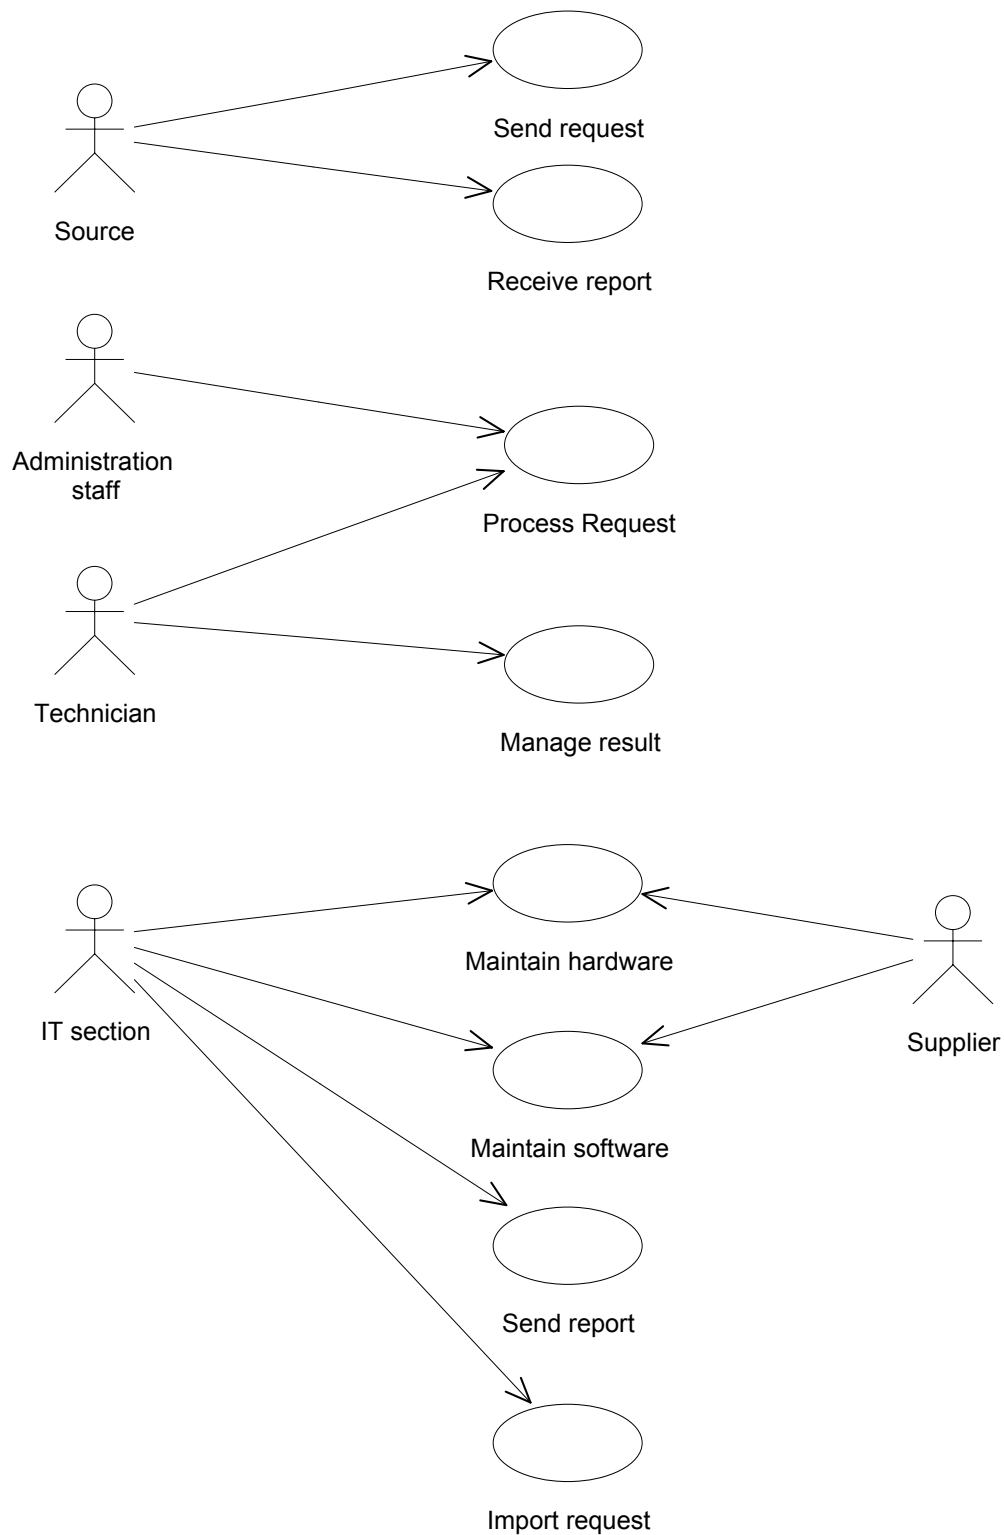 Send request
Source
Receive report
Administration
staff
Process Request
Technician
Manage result
Maintain hardware
IT section
Supplier
Maintain software
Send report
Import request